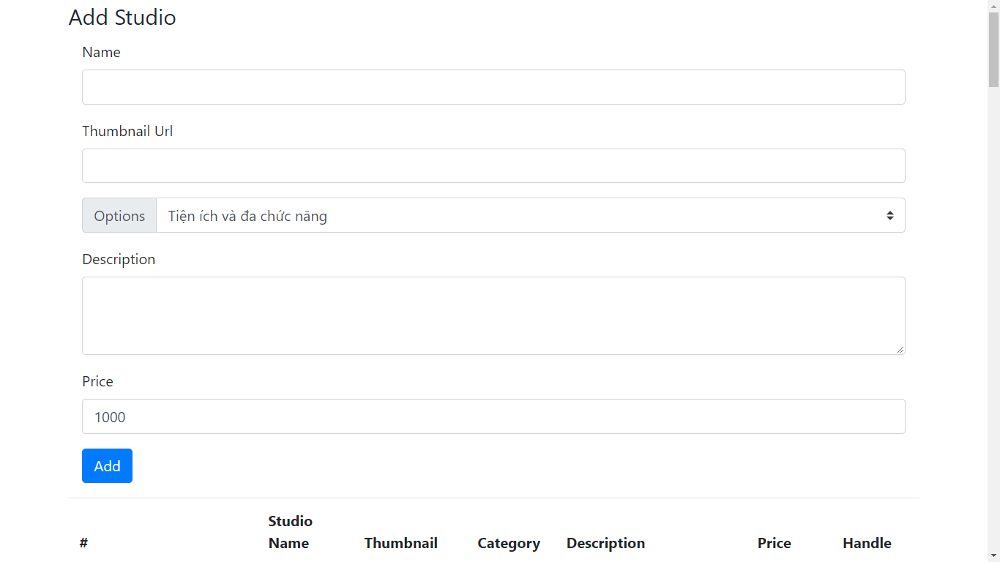 Add Studio
Name
Thumbnail Url
Options Tiện ích và đa chức năng
Description
Price
1000
Add
# Studio Name Thumbnail Category Description Price Handle